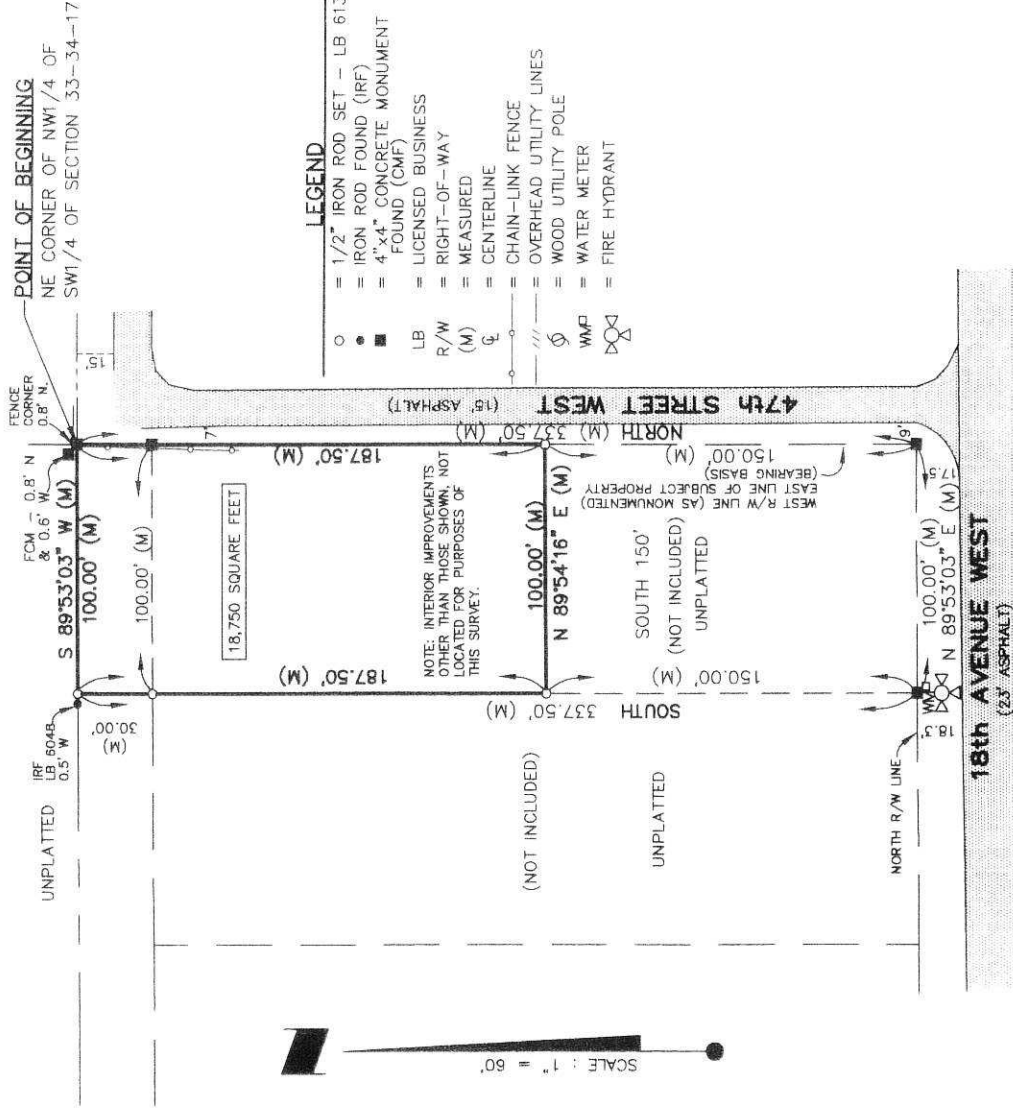 POINT OF BEGINNING
NE CORNER OF NW1/4 OF
SW1/4 OF SECTION 33-34-17
FENCE
CORNER
0.8' N.
FCM - 0.8' N
& 0.6' W
15'
UNPLATTED
IRF
LB 6048
0.5' W
S 89°53'03" W (M)
100.00' (M)
30.00'
(M)
100.00' (M)
7'
18,750 SQUARE FEET
187.50' (M)
187.50' (M)
NOTE: INTERIOR IMPROVEMENTS
OTHER THAN THOSE SHOWN, NOT
LOCATED FOR PURPOSES OF
THIS SURVEY.
100.00' (M)
N 89°54'16" E (M)
SOUTH 337.50' (M)
NORTH (M) 337.50' (M)
47th STREET WEST (15' ASPHALT)
(NOT INCLUDED)
UNPLATTED
150.00' (M)
SOUTH 150'
(NOT INCLUDED)
UNPLATTED
150.00'
(M)
WEST R/W LINE (AS MONUMENTED)
EAST LINE OF SUBJECT PROPERTY
(BEARING BASIS)
NORTH R/W LINE
WM
18.3'
100.00' (M)
N 89°53'03" E (M)
17.5'
9'
18th AVENUE WEST
(23' ASPHALT)
LEGEND
= 1/2" IRON ROD SET - LB 613
= IRON ROD FOUND (IRF)
= 4"x4" CONCRETE MONUMENT
FOUND (CMF)
LB = LICENSED BUSINESS
R/W = RIGHT-OF-WAY
(M) = MEASURED
℄ = CENTERLINE
= CHAIN-LINK FENCE
= OVERHEAD UTILITY LINES
= WOOD UTILITY POLE
WM = WATER METER
= FIRE HYDRANT
SCALE : 1" = 60'